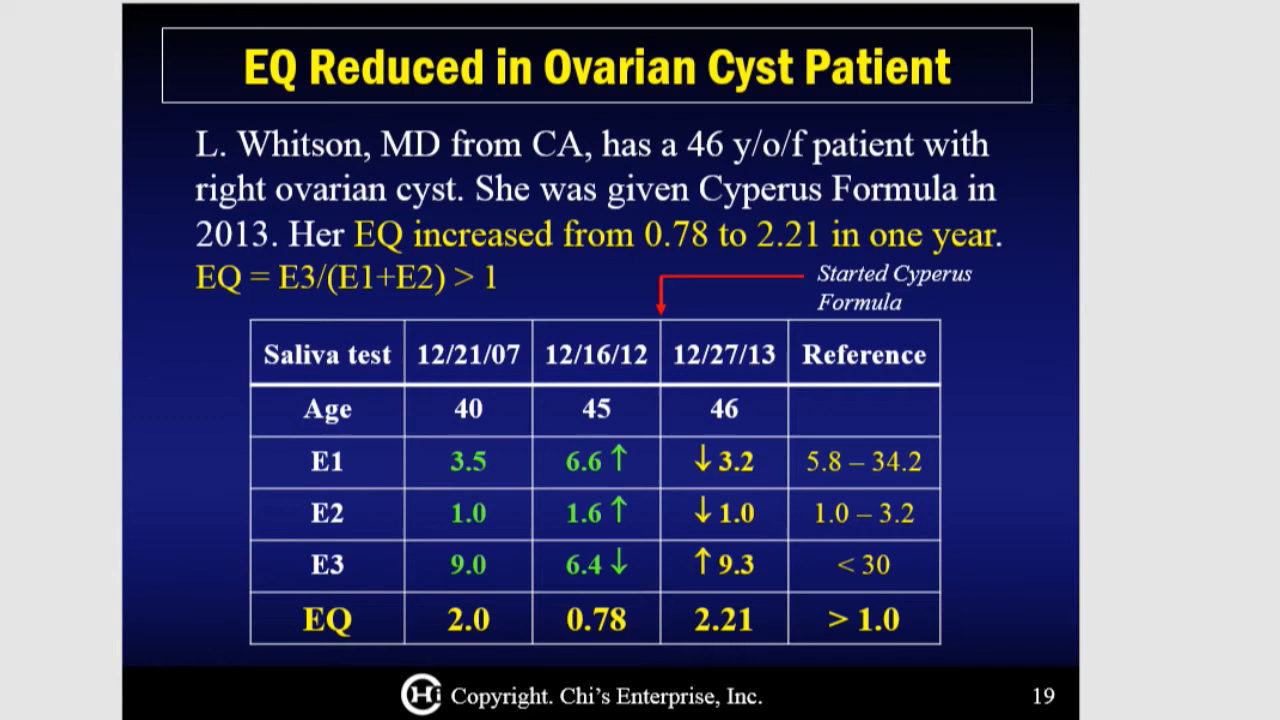 EQ Reduced in Ovarian Cyst Patient
L. Whitson, MD from CA, has a 46 y/o/f patient with
right ovarian cyst. She was given Cyperus Formula in
2013. Her EQ increased from 0.78 to 2.21 in one year.
EQ = E3/(E1+E2) > 1
Started Cyperus
Formula
Saliva test 12/21/07 12/16/12 12/27/13 Reference
Age 40 45 46
E1 3.5 6.6 ↑ ↓ 3.2 5.8 – 34.2
E2 1.0 1.6 ↑ ↓ 1.0 1.0 – 3.2
E3 9.0 6.4 ↓ ↑ 9.3 < 30
EQ 2.0 0.78 2.21 > 1.0
CHi Copyright. Chi's Enterprise, Inc.
19